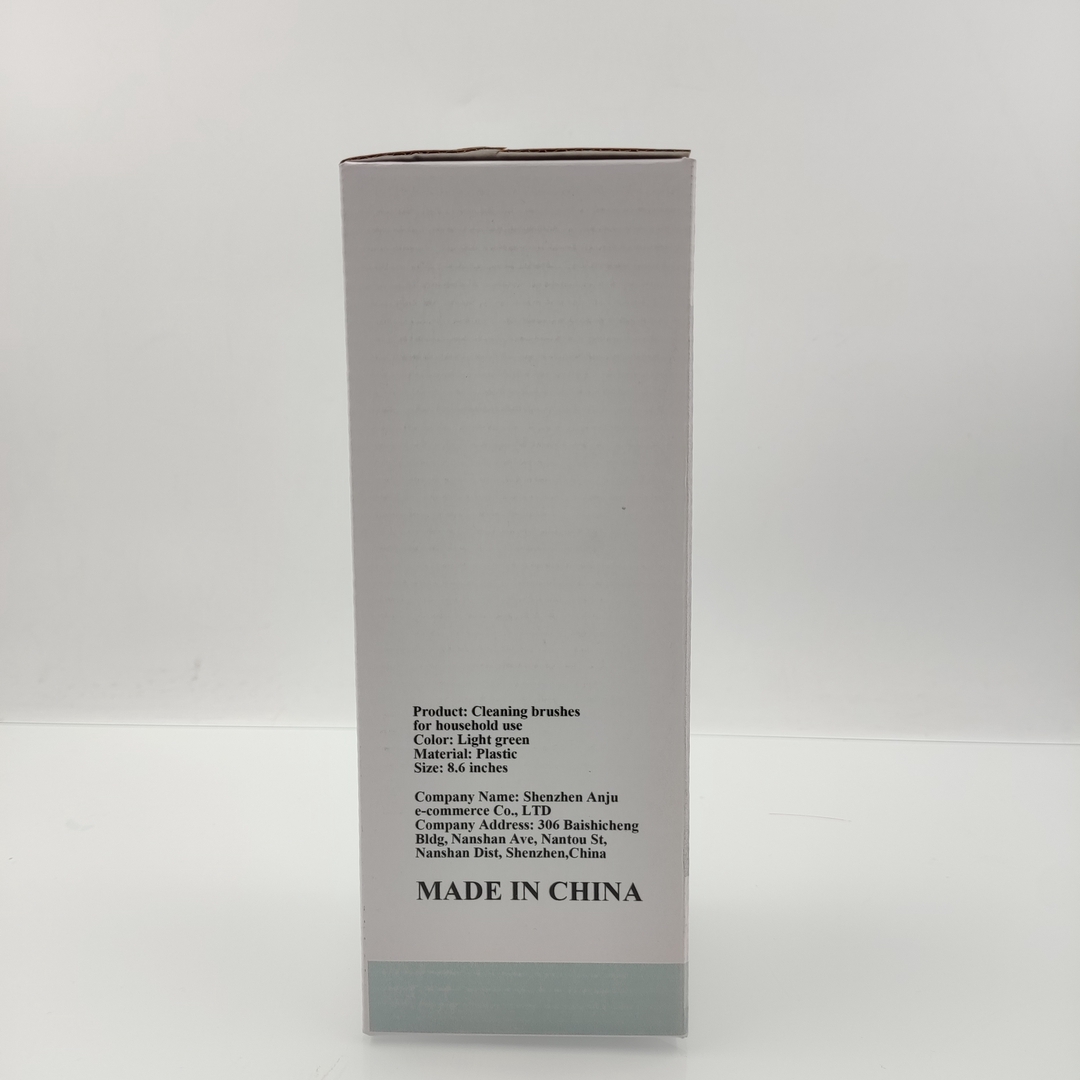 Product: Cleaning brushes
for household use
Color: Light green
Material: Plastic
Size: 8.6 inches
Company Name: Shenzhen Anju
e-commerce Co., LTD
Company Address: 306 Baishicheng
Bldg, Nanshan Ave, Nantou St,
Nanshan Dist, Shenzhen,China
MADE IN CHINA